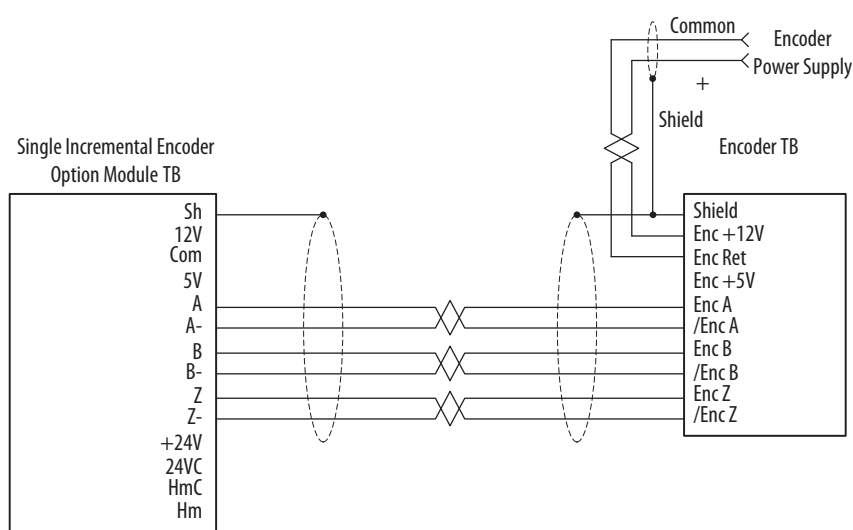 Common
Encoder
Power Supply
+
Shield
Single Incremental Encoder
Option Module TB
Encoder TB
Sh
12V
Com
5V
A
A-
B
B-
Z
Z-
+24V
24VC
HmC
Hm
Shield
Enc +12V
Enc Ret
Enc +5V
Enc A
/Enc A
Enc B
/Enc B
Enc Z
/Enc Z